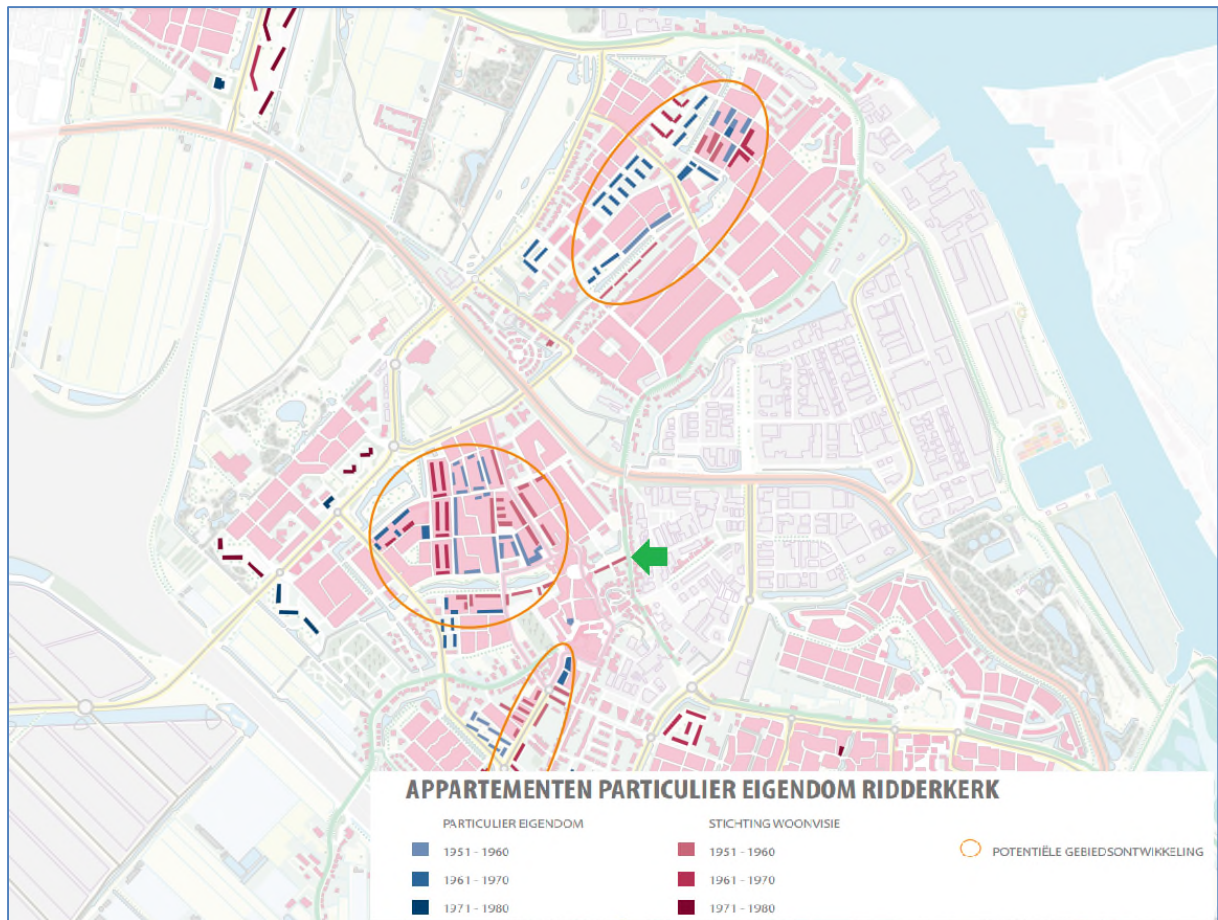 APPARTEMENTEN PARTICULIER EIGENDOM RIDDERKERK
PARTICULIER EIGENDOM
1951 - 1960
1961 - 1970
1971 - 1980
STICHTING WOONVISIE
1951 - 1960
1961 - 1970
1971 - 1980
POTENTIËLE GEBIEDSONTWIKKELING